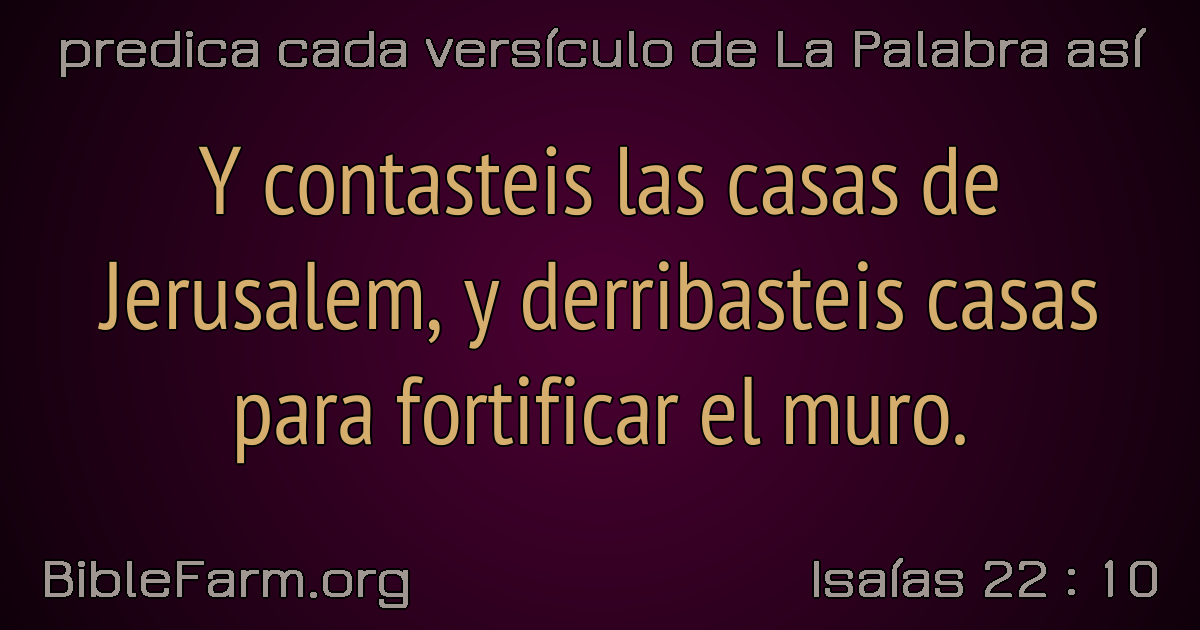 predica cada versículo de La Palabra así
Y contasteis las casas de
Jerusalem, y derribasteis casas
para fortificar el muro.
BibleFarm.org
Isaías 22 : 10